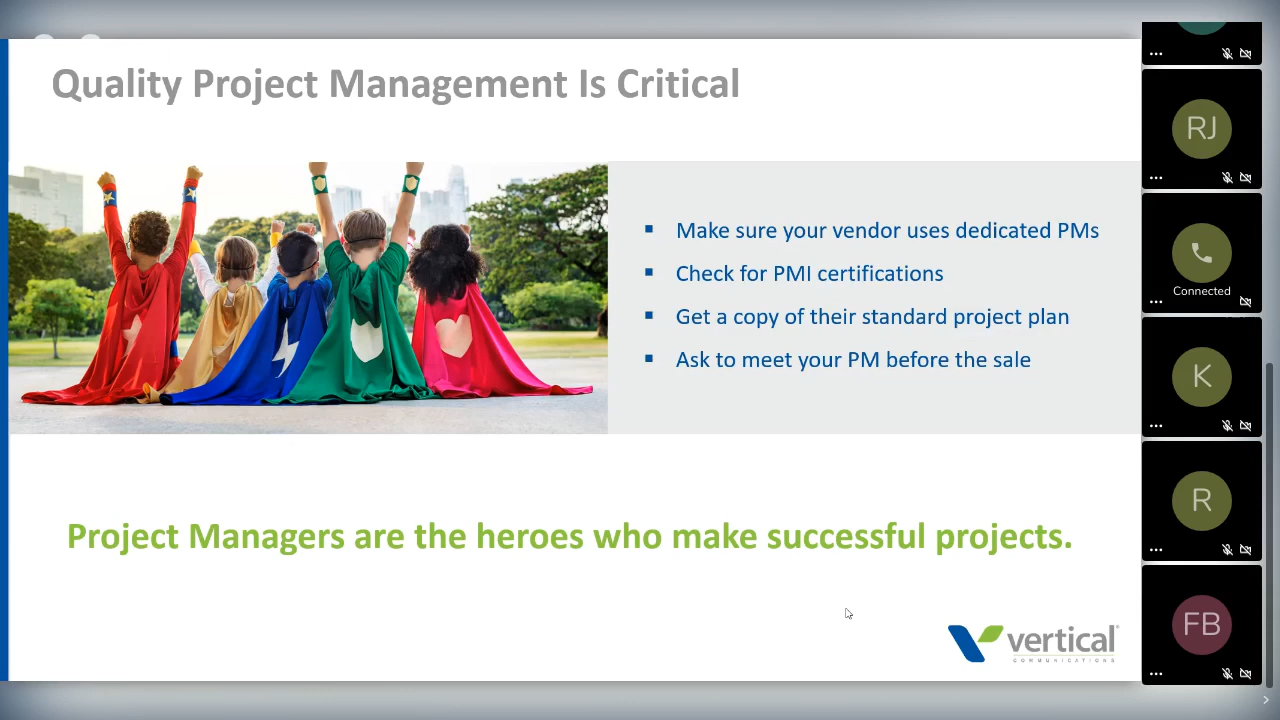 Quality Project Management Is Critical
Make sure your vendor uses dedicated PMs
Check for PMI certifications
Get a copy of their standard project plan
Ask to meet your PM before the sale
Project Managers are the heroes who make successful projects.
vertical
COMMUNICATIONS
RJ
Connected
K
R
FB